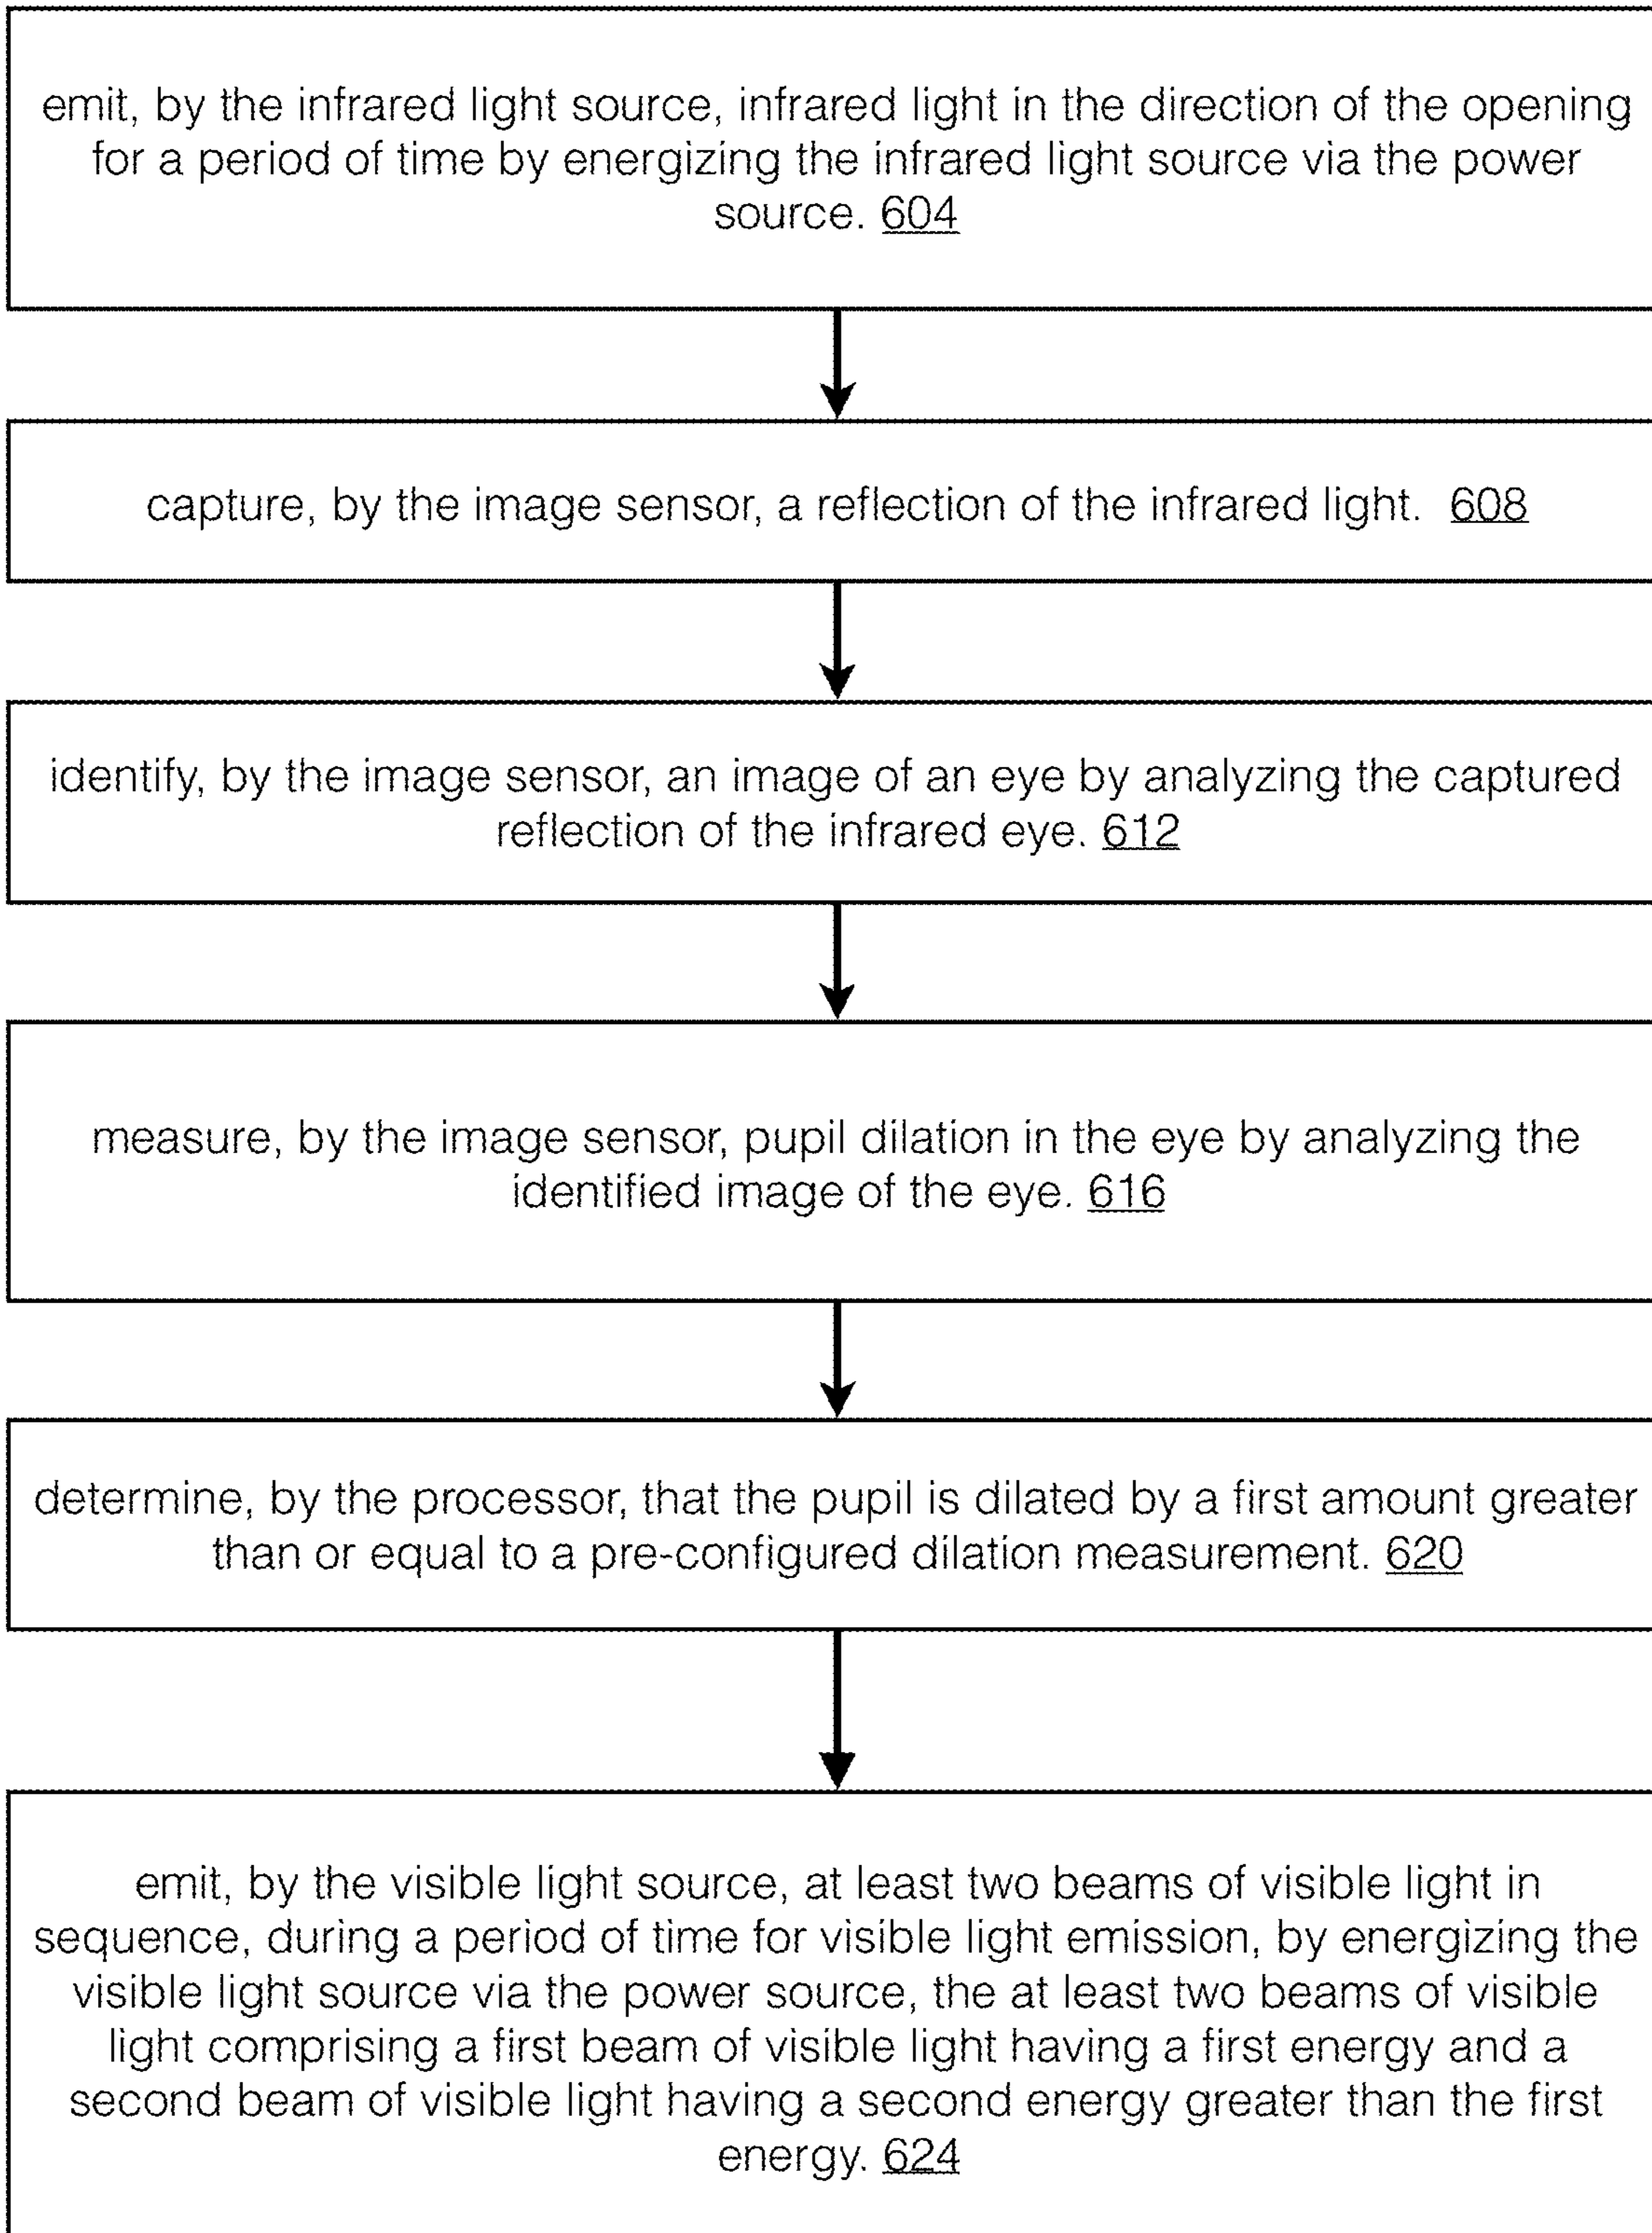 emit, by the infrared light source, infrared light in the direction of the opening
for a period of time by energizing the infrared light source via the power
source. 604
capture, by the image sensor, a reflection of the infrared light. 608
identify, by the image sensor, an image of an eye by analyzing the captured
reflection of the infrared eye. 612
measure, by the image sensor, pupil dilation in the eye by analyzing the
identified image of the eye. 616
determine, by the processor, that the pupil is dilated by a first amount greater
than or equal to a pre-configured dilation measurement. 620
emit, by the visible light source, at least two beams of visible light in
sequence, during a period of time for visible light emission, by energizing the
visible light source via the power source, the at least two beams of visible
light comprising a first beam of visible light having a first energy and a
second beam of visible light having a second energy greater than the first
energy. 624